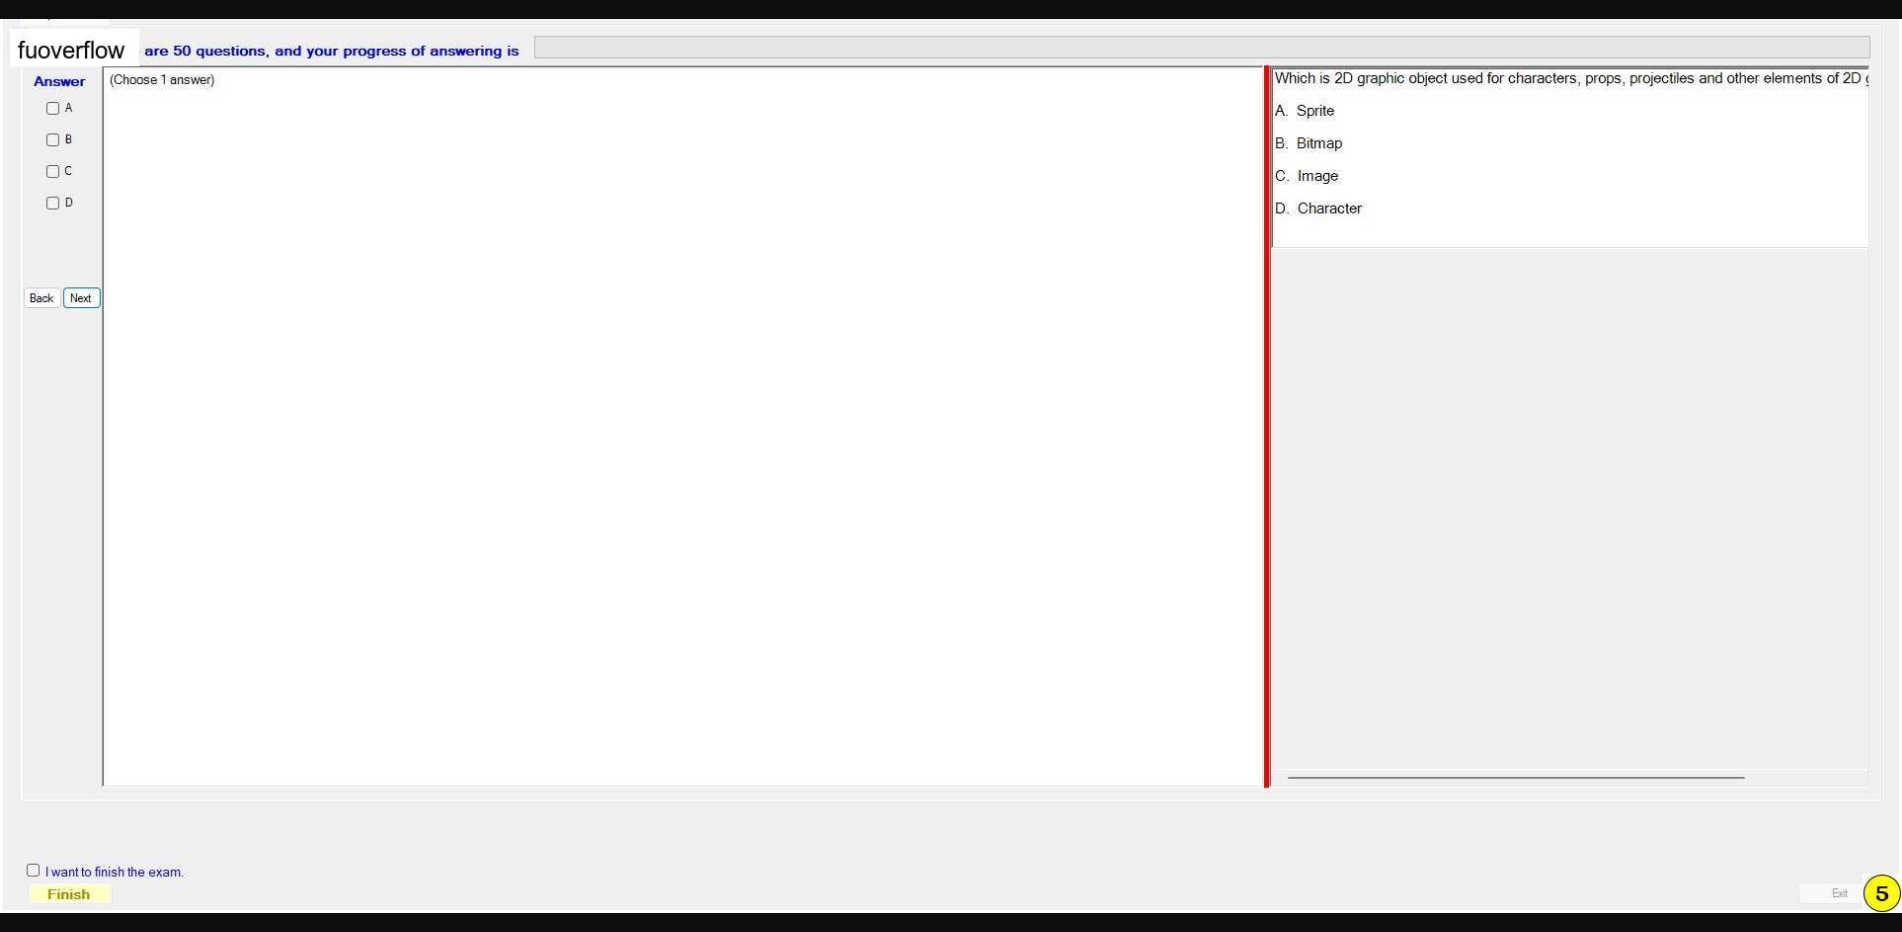 fuoverflow are 50 questions, and your progress of answering is
Answer
(Choose 1 answer)
A
B
C
D
Back Next
Which is 2D graphic object used for characters, props, projectiles and other elements of 2D
A. Sprite
B. Bitmap
C. Image
D. Character
I want to finish the exam.
Finish
Exit
5